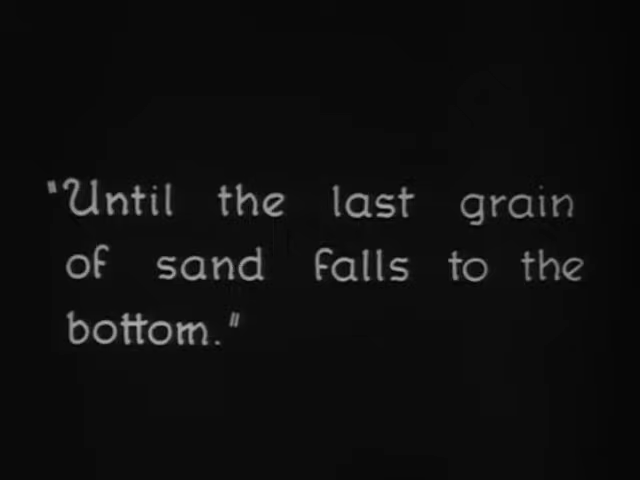 "Until the last grain
of sand falls to the
bottom."